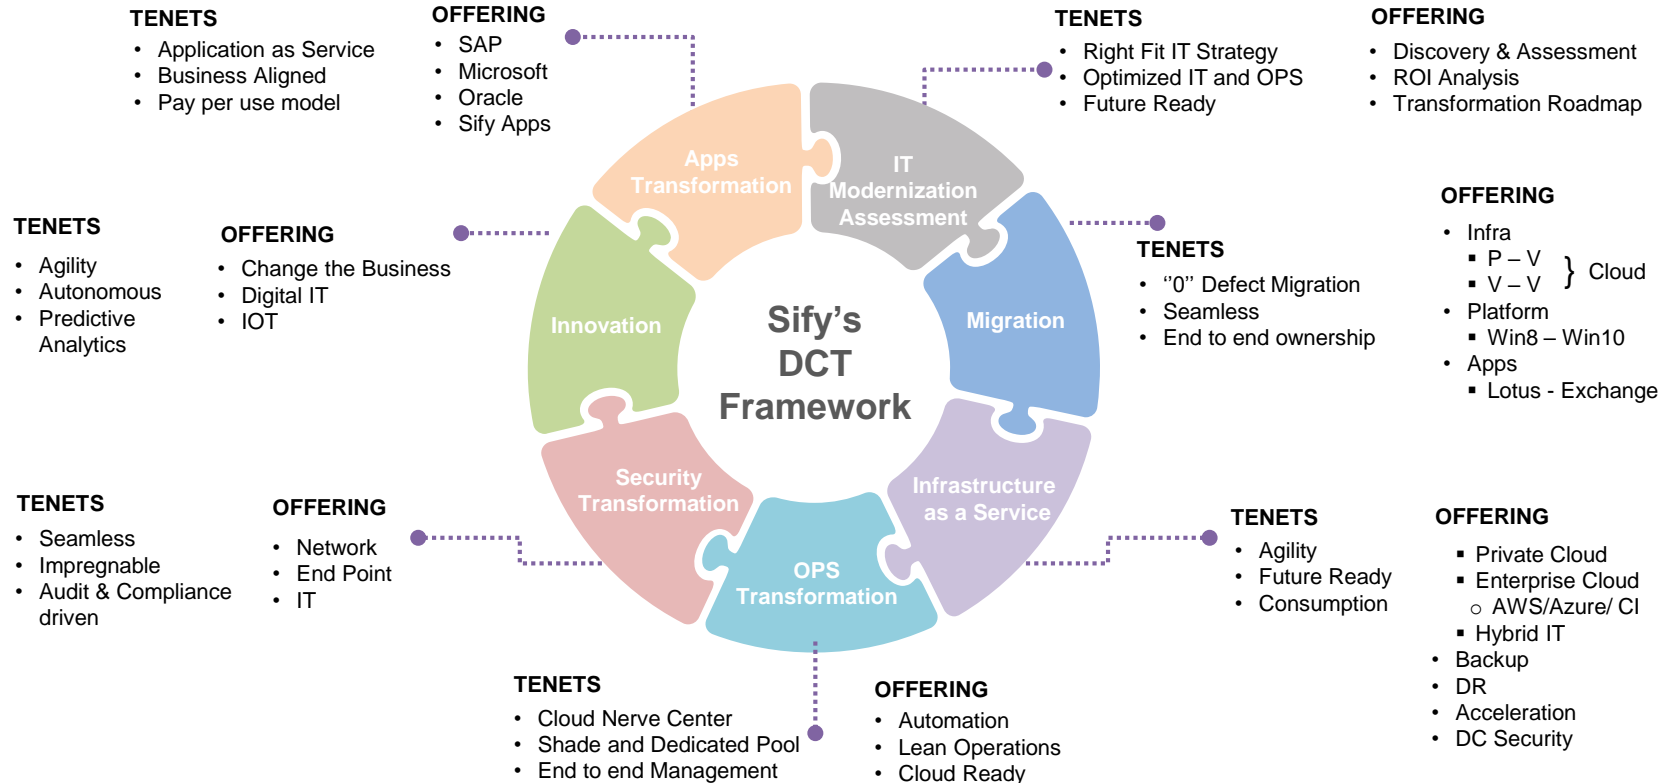 TENETS
• Application as Service
• Business Aligned
• Pay per use model
OFFERING
• SAP
• Microsoft
• Oracle
• Sify Apps
TENETS
• Right Fit IT Strategy
• Optimized IT and OPS
• Future Ready
OFFERING
• Discovery & Assessment
• ROI Analysis
• Transformation Roadmap
Apps
Transformation
IT
Modernization
Assessment
TENETS
• Agility
• Autonomous
• Predictive
Analytics
OFFERING
• Change the Business
• Digital IT
• IOT
Innovation
Sify’s
DCT
Framework
Migration
TENETS
• ‘’0’’ Defect Migration
• Seamless
• End to end ownership
OFFERING
• Infra
▪ P – V
▪ V – V
} Cloud
• Platform
▪ Win8 – Win10
• Apps
▪ Lotus - Exchange
TENETS
• Seamless
• Impregnable
• Audit & Compliance
driven
OFFERING
• Network
• End Point
• IT
Security
Transformation
OPS
Transformation
Infrastructure
as a Service
TENETS
• Agility
• Future Ready
• Consumption
OFFERING
▪ Private Cloud
▪ Enterprise Cloud
o AWS/Azure/ CI
▪ Hybrid IT
• Backup
• DR
• Acceleration
• DC Security
TENETS
• Cloud Nerve Center
• Shade and Dedicated Pool
• End to end Management
OFFERING
• Automation
• Lean Operations
• Cloud Ready